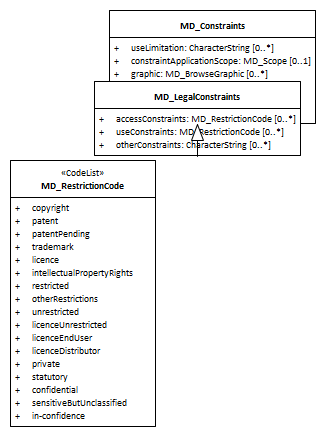 MD_Constraints
+ useLimitation: CharacterString [0..*]
+ constraintApplicationScope: MD_Scope [0..1]
+ graphic: MD_BrowseGraphic [0..*]
MD_LegalConstraints
+ accessConstraints: MD_RestrictionCode [0..*]
+ useConstraints: MD_RestrictionCode [0..*]
+ otherConstraints: CharacterString [0..*]
«CodeList»
MD_RestrictionCode
+ copyright
+ patent
+ patentPending
+ trademark
+ licence
+ intellectualPropertyRights
+ restricted
+ otherRestrictions
+ unrestricted
+ licenceUnrestricted
+ licenceEndUser
+ licenceDistributor
+ private
+ statutory
+ confidential
+ sensitiveButUnclassified
+ in-confidence